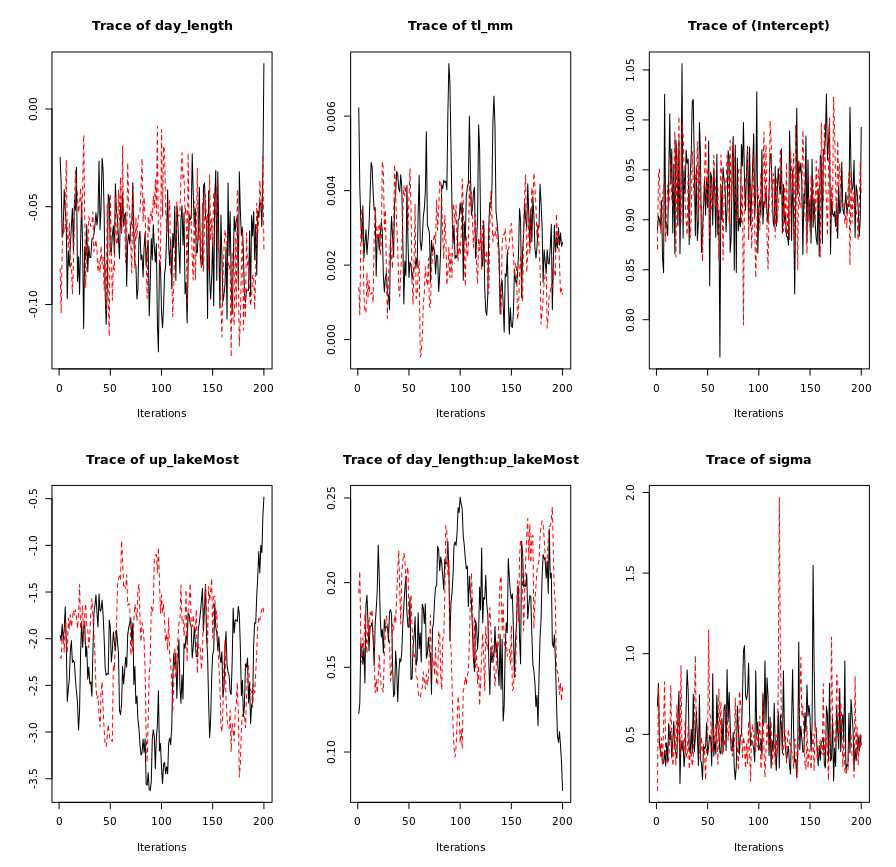 Trace of day_length
Trace of tl_mm
Trace of (Intercept)
0.00
-0.05
-0.10
0 50 100 150 200
Iterations
0.006
0.004
0.002
0.000
0 50 100 150 200
Iterations
1.05
1.00
0.95
0.90
0.85
0.80
0 50 100 150 200
Iterations
Trace of up_lakeMost
Trace of day_length:up_lakeMost
Trace of sigma
-0.5
-1.0
-1.5
-2.0
-2.5
-3.0
-3.5
0 50 100 150 200
Iterations
0.25
0.20
0.15
0.10
0 50 100 150 200
Iterations
2.0
1.5
1.0
0.5
0 50 100 150 200
Iterations